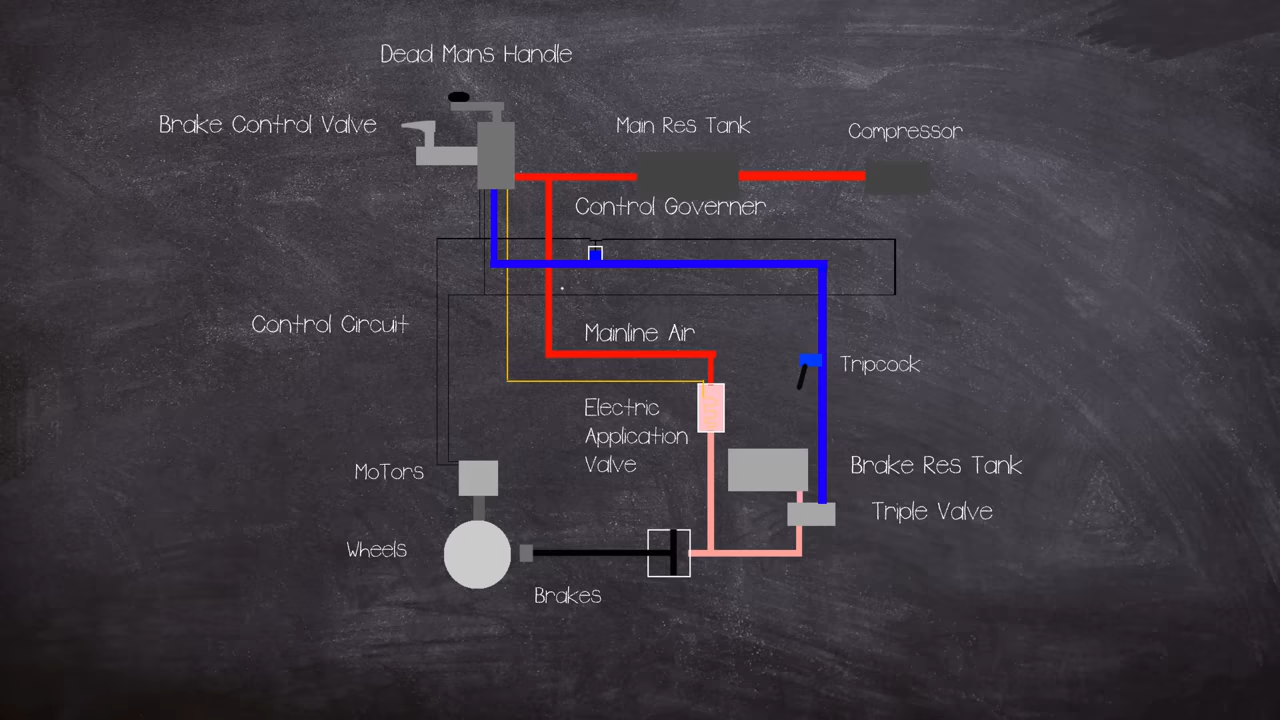 Dead Mans Handle
Brake Control Valve
Main Res Tank
Compressor
Control Governer
Control Circuit
Mainline Air
Tripcock
Electric
Application
Valve
MoTors
Brake Res Tank
Triple Valve
Wheels
Brakes